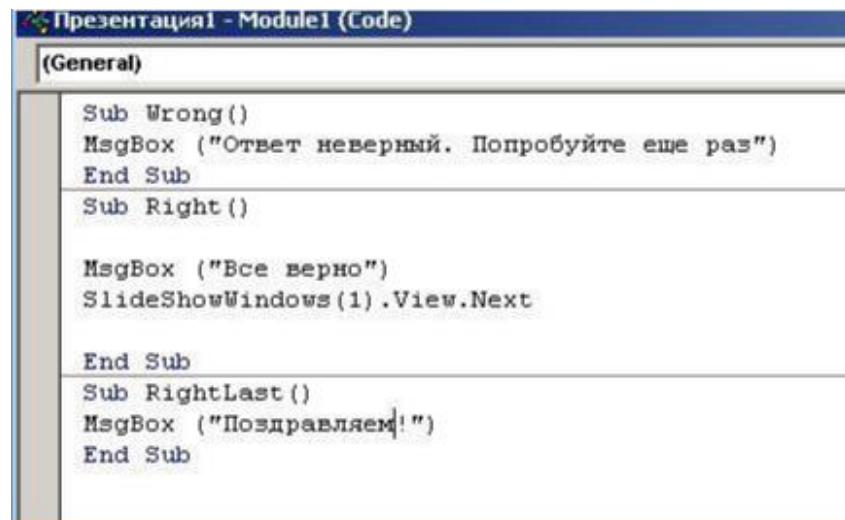 Презентация1 - Module1 (Code)
(General)
Sub Wrong()
MsgBox ("Ответ неверный. Попробуйте еще раз")
End Sub
Sub Right()
MsgBox ("Все верно")
SlideShowWindows(1).View.Next
End Sub
Sub RightLast()
MsgBox ("Поздравляем!")
End Sub